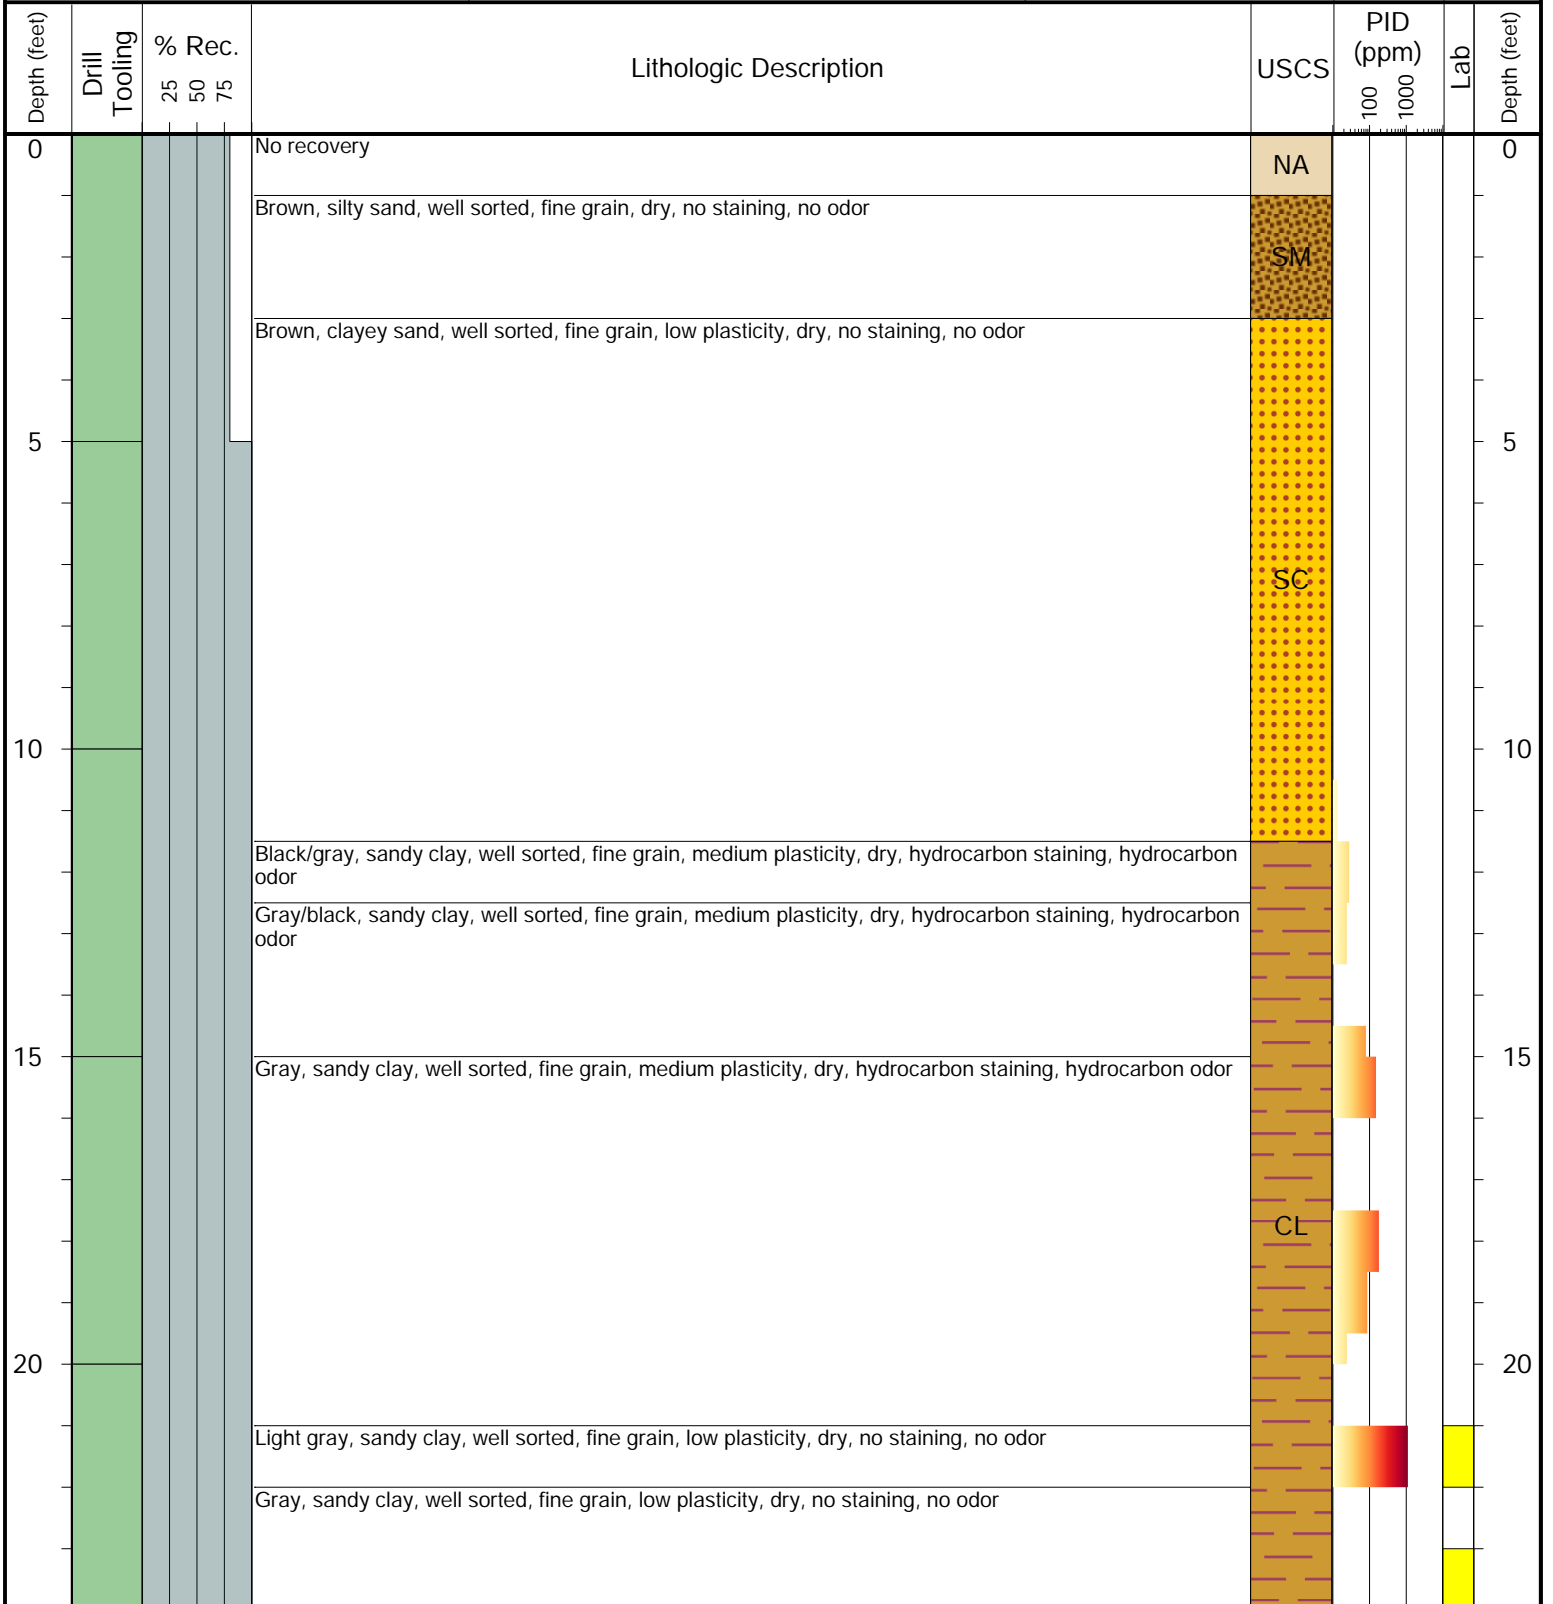 Depth (feet)
Drill
Tooling
% Rec.
25 50 75
Lithologic Description
USCS
PID
(ppm)
100 1000
Lab
Depth (feet)
0
No recovery
NA
0
Brown, silty sand, well sorted, fine grain, dry, no staining, no odor
SM
Brown, clayey sand, well sorted, fine grain, low plasticity, dry, no staining, no odor
5
5
SC
10
10
Black/gray, sandy clay, well sorted, fine grain, medium plasticity, dry, hydrocarbon staining, hydrocarbon
odor
Gray/black, sandy clay, well sorted, fine grain, medium plasticity, dry, hydrocarbon staining, hydrocarbon
odor
15
15
Gray, sandy clay, well sorted, fine grain, medium plasticity, dry, hydrocarbon staining, hydrocarbon odor
CL
20
20
Light gray, sandy clay, well sorted, fine grain, low plasticity, dry, no staining, no odor
Gray, sandy clay, well sorted, fine grain, low plasticity, dry, no staining, no odor